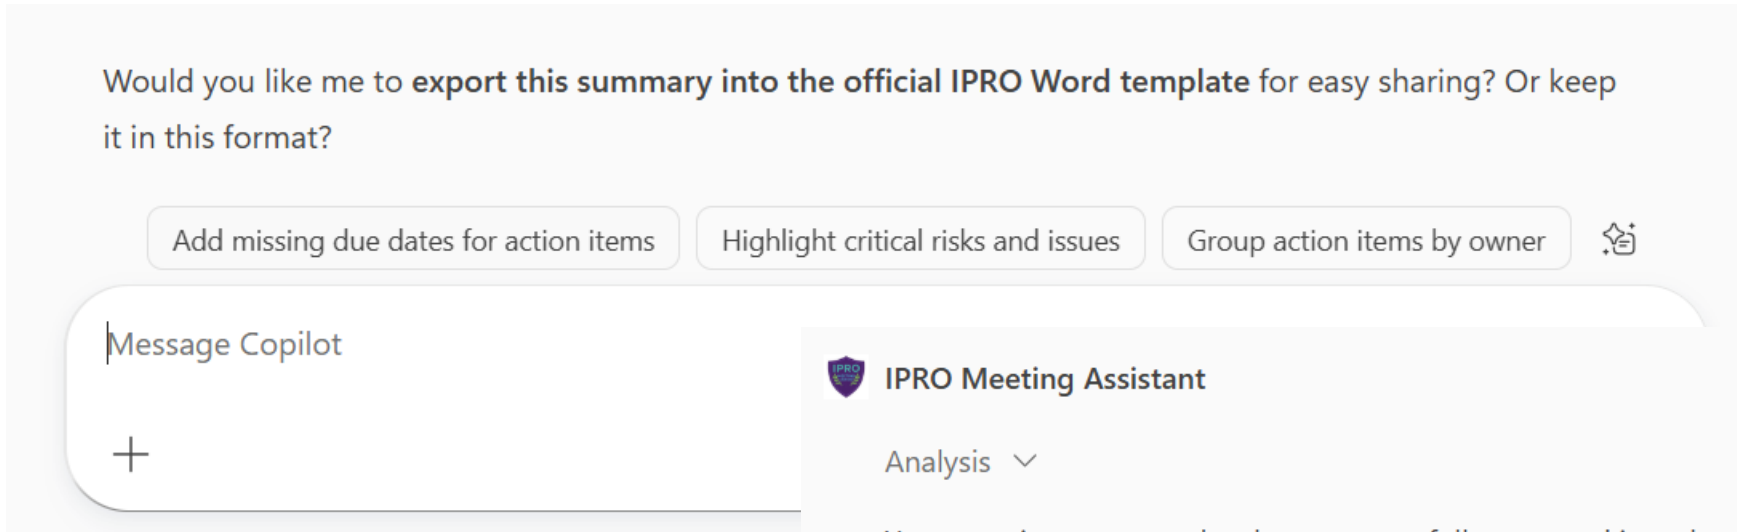 Would you like me to export this summary into the official IPRO Word template for easy sharing? Or keep
it in this format?
Add missing due dates for action items
Highlight critical risks and issues
Group action items by owner
Message Copilot
IPRO
IPRO Meeting Assistant
Analysis